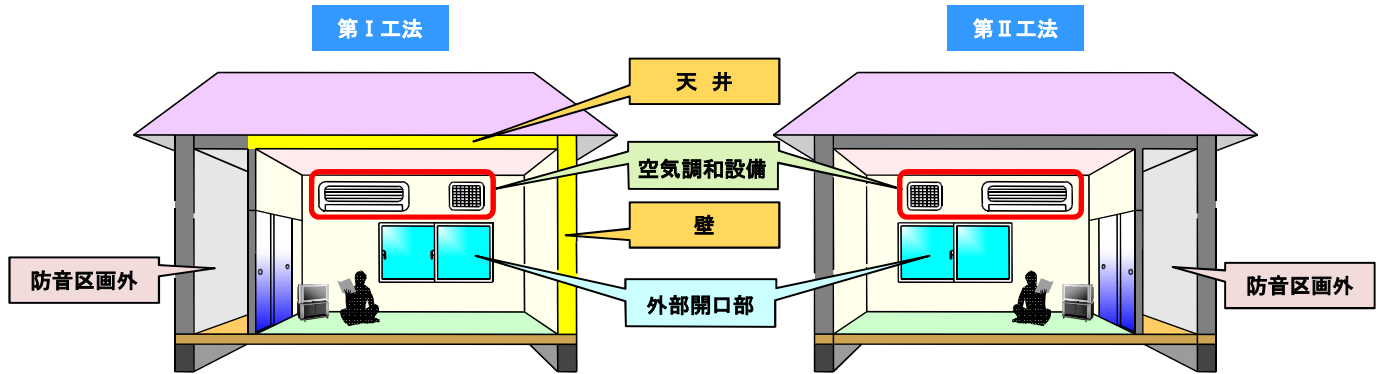 第Ⅰ工法
第Ⅱ工法
天 井
空気調和設備
壁
防音区画外
外部開口部
防音区画外